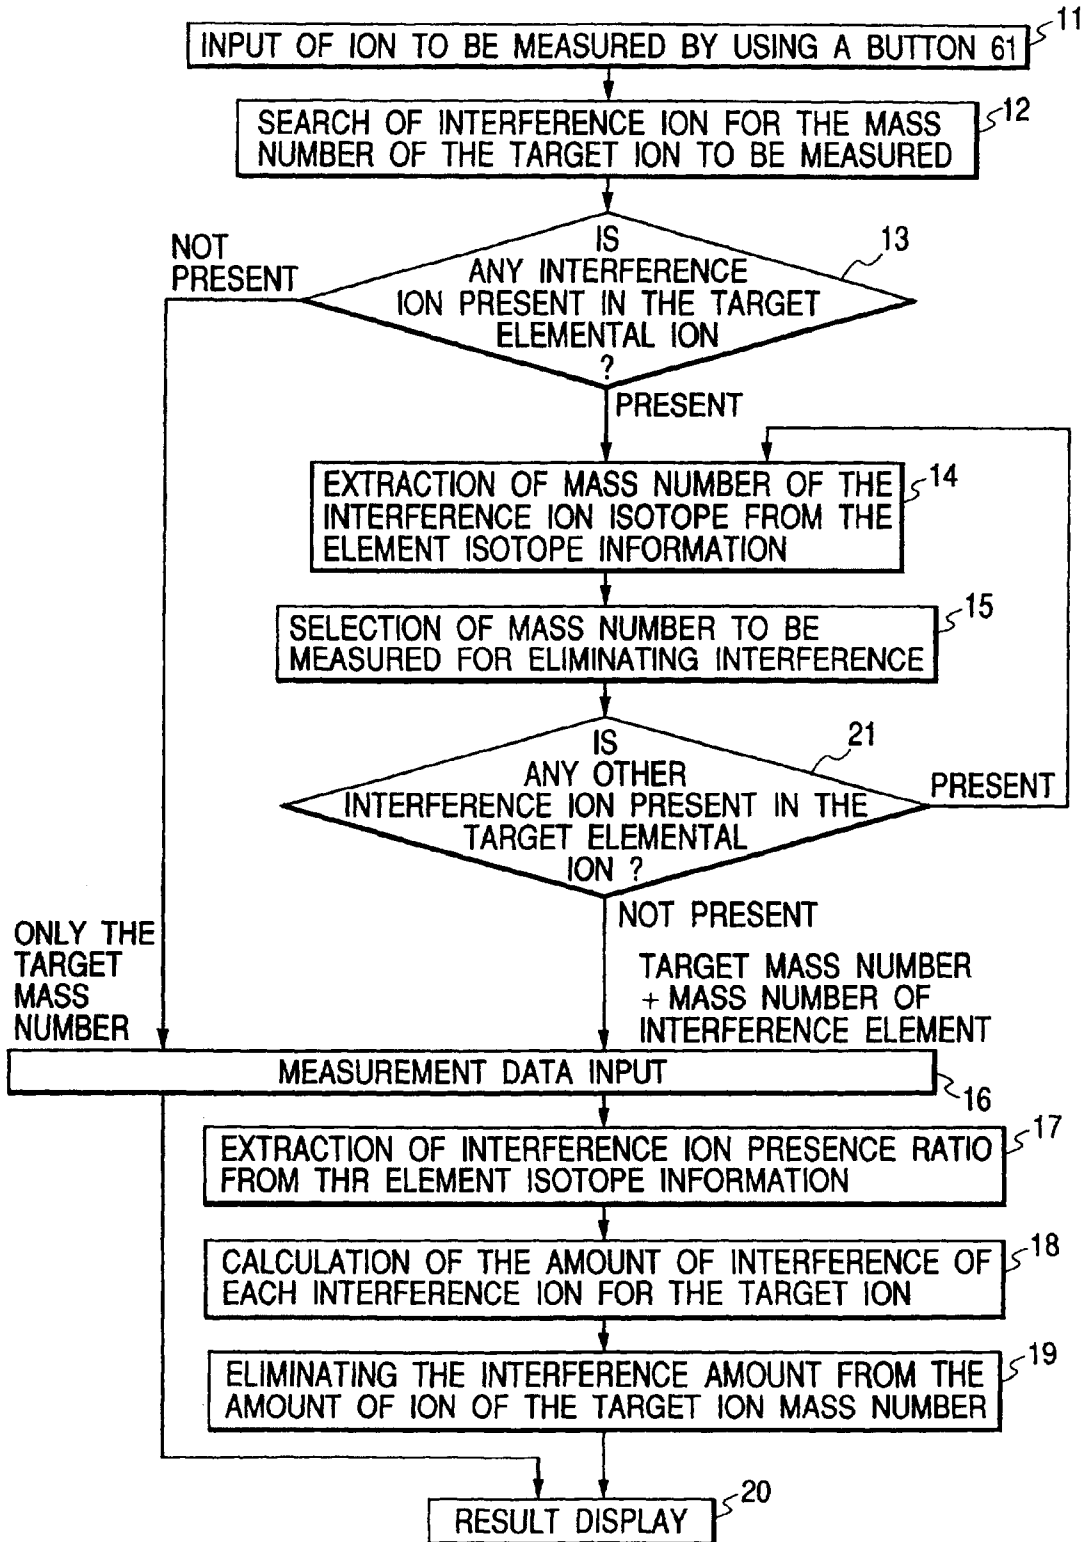 11
INPUT OF ION TO BE MEASURED BY USING A BUTTON 61
12
SEARCH OF INTERFERENCE ION FOR THE MASS
NUMBER OF THE TARGET ION TO BE MEASURED
13
NOT
PRESENT
IS
ANY INTERFERENCE
ION PRESENT IN THE TARGET
ELEMENTAL ION
?
PRESENT
14
EXTRACTION OF MASS NUMBER OF THE
INTERFERENCE ION ISOTOPE FROM THE
ELEMENT ISOTOPE INFORMATION
15
SELECTION OF MASS NUMBER TO BE
MEASURED FOR ELIMINATING INTERFERENCE
21
IS
ANY OTHER
INTERFERENCE ION PRESENT IN THE
TARGET ELEMENTAL
ION ?
PRESENT
NOT PRESENT
ONLY THE
TARGET
MASS
NUMBER
TARGET MASS NUMBER
+ MASS NUMBER OF
INTERFERENCE ELEMENT
MEASUREMENT DATA INPUT
16
17
EXTRACTION OF INTERFERENCE ION PRESENCE RATIO
FROM THR ELEMENT ISOTOPE INFORMATION
18
CALCULATION OF THE AMOUNT OF INTERFERENCE OF
EACH INTERFERENCE ION FOR THE TARGET ION
19
ELIMINATING THE INTERFERENCE AMOUNT FROM THE
AMOUNT OF ION OF THE TARGET ION MASS NUMBER
20
RESULT DISPLAY